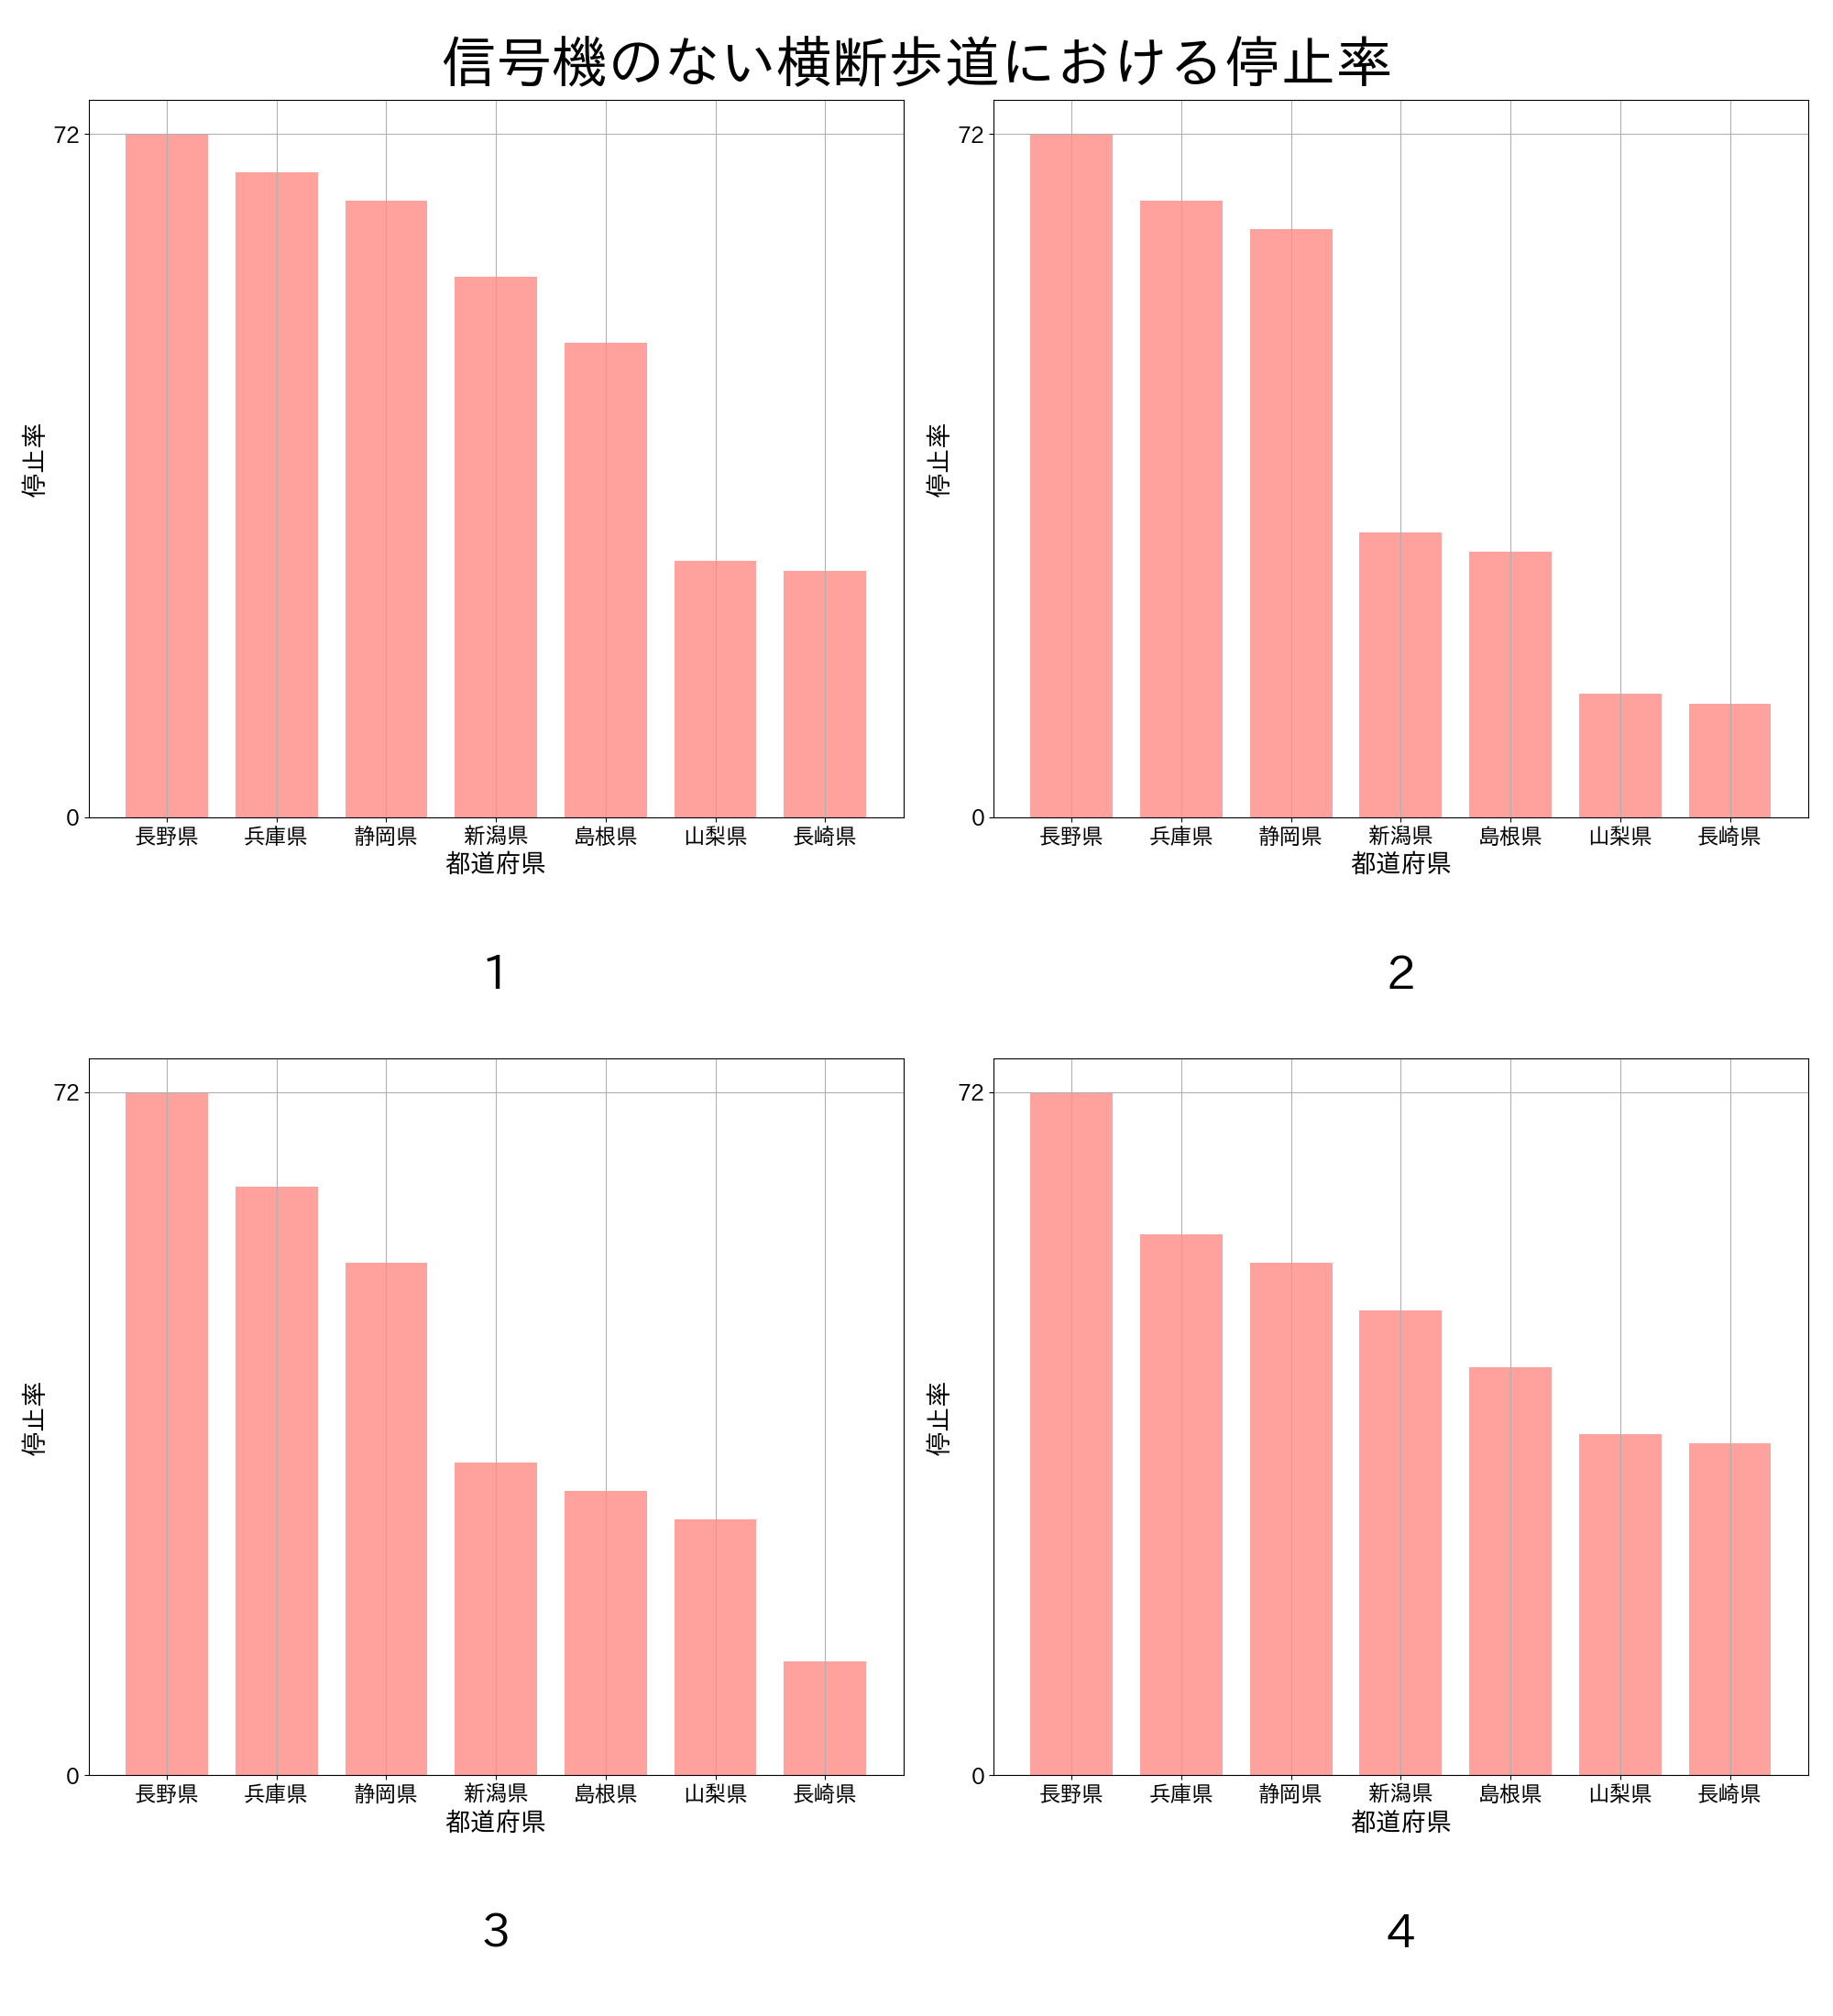 信号機のない横断歩道における停止率
72
停止率
0
長野県 兵庫県 静岡県 新潟県 島根県 山梨県 長崎県
都道府県
1
72
停止率
0
長野県 兵庫県 静岡県 新潟県 島根県 山梨県 長崎県
都道府県
2
72
停止率
0
長野県 兵庫県 静岡県 新潟県 島根県 山梨県 長崎県
都道府県
3
72
停止率
0
長野県 兵庫県 静岡県 新潟県 島根県 山梨県 長崎県
都道府県
4